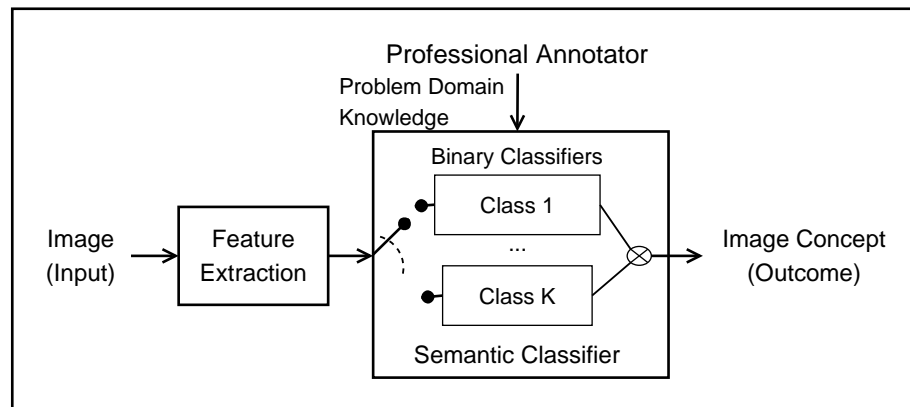 Professional Annotator
Problem Domain
Knowledge
Binary Classifiers
Class 1
...
Class K
Semantic Classifier
Image
(Input)
Feature
Extraction
Image Concept
(Outcome)